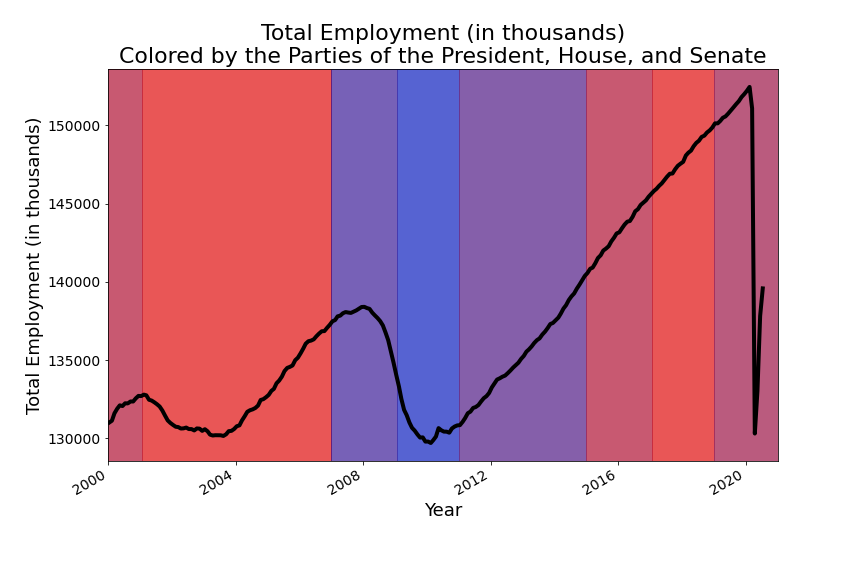 Total Employment (in thousands)
Colored by the Parties of the President, House, and Senate
Total Employment (in thousands)
150000
145000
140000
135000
130000
2000
2004
2008
2012
2016
2020
Year